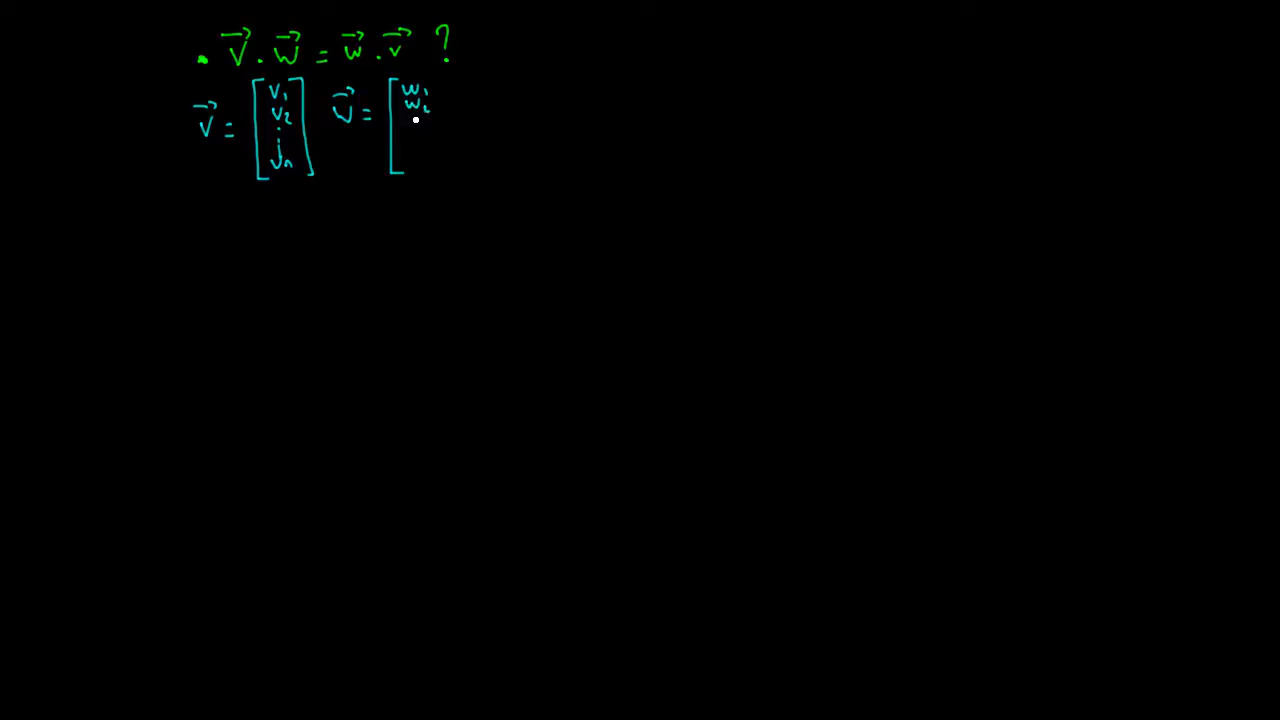 · v⃗ · w⃗ = w⃗ · v⃗ ?
v⃗ = [ v₁ v₂ ⋮ vₙ ] w⃗ = [ w₁ w₂